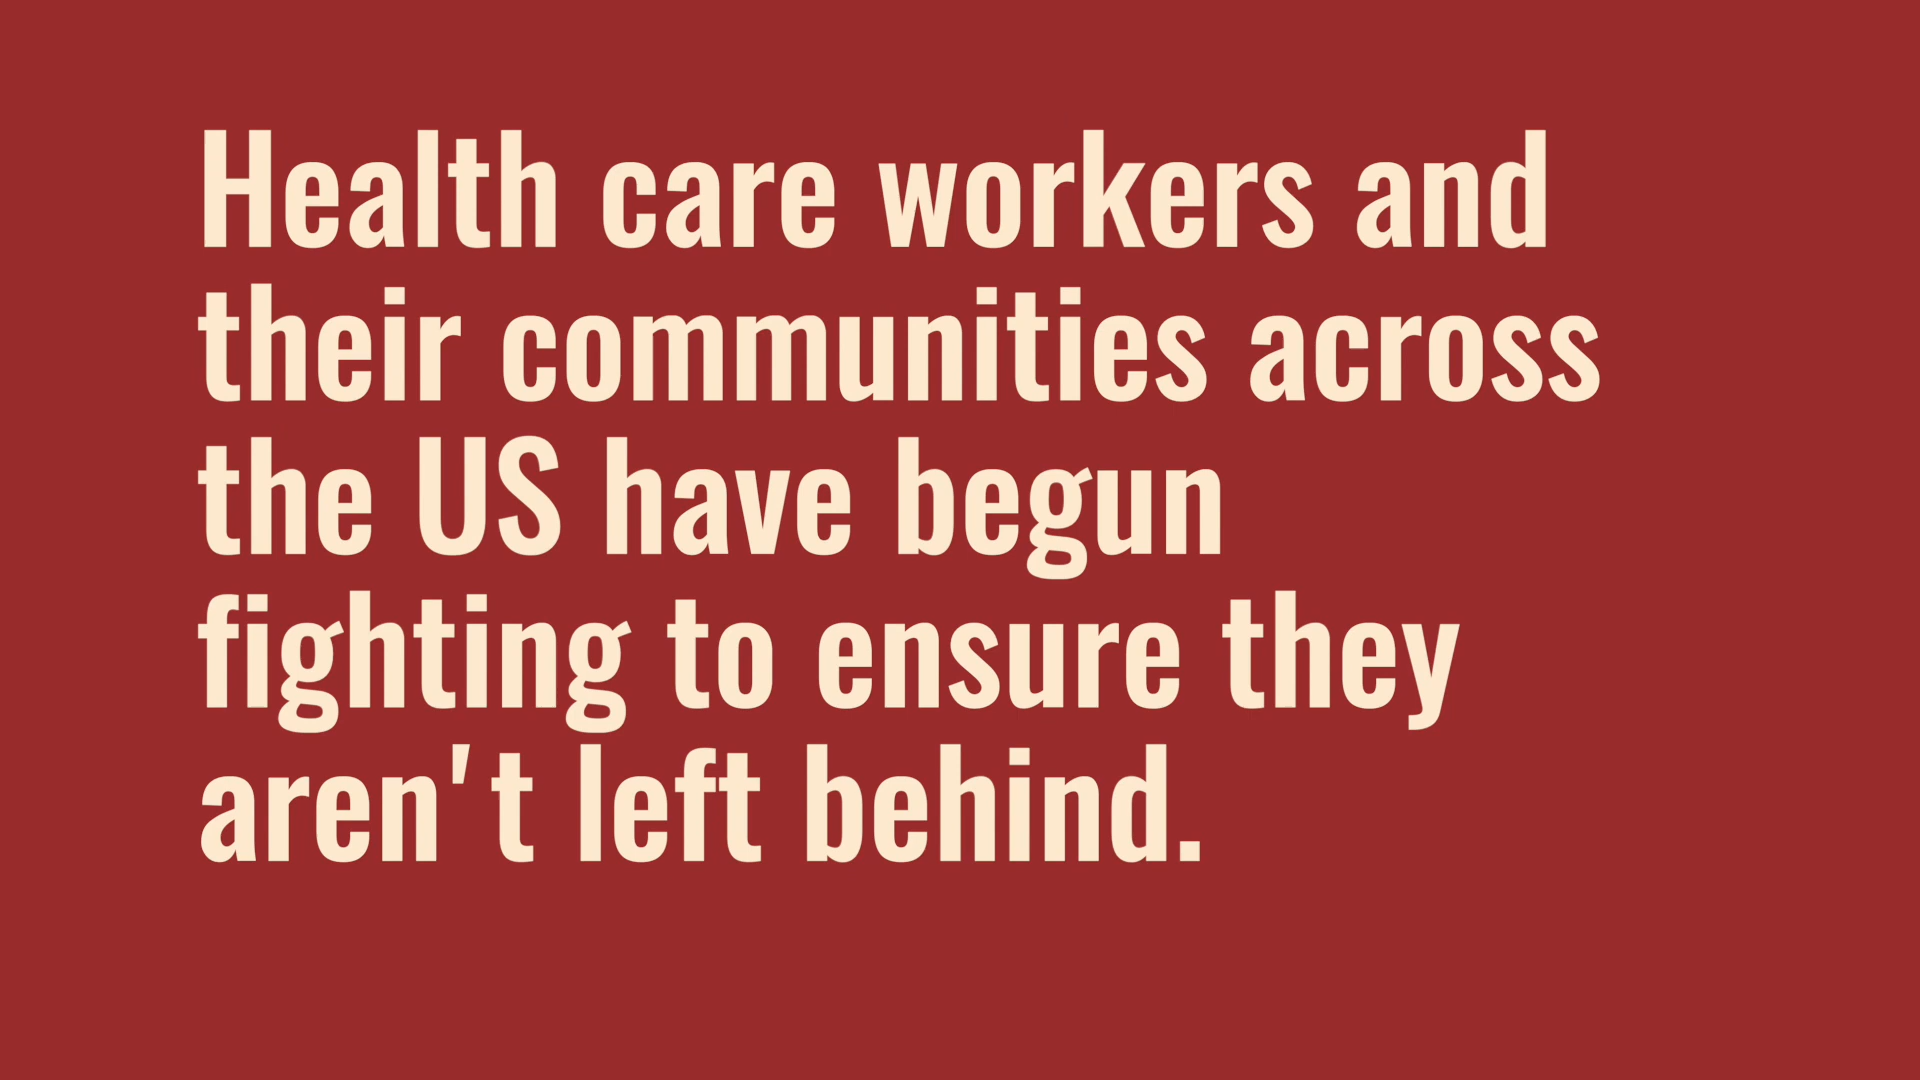 Health care workers and
their communities across
the US have begun
fighting to ensure they
aren't left behind.